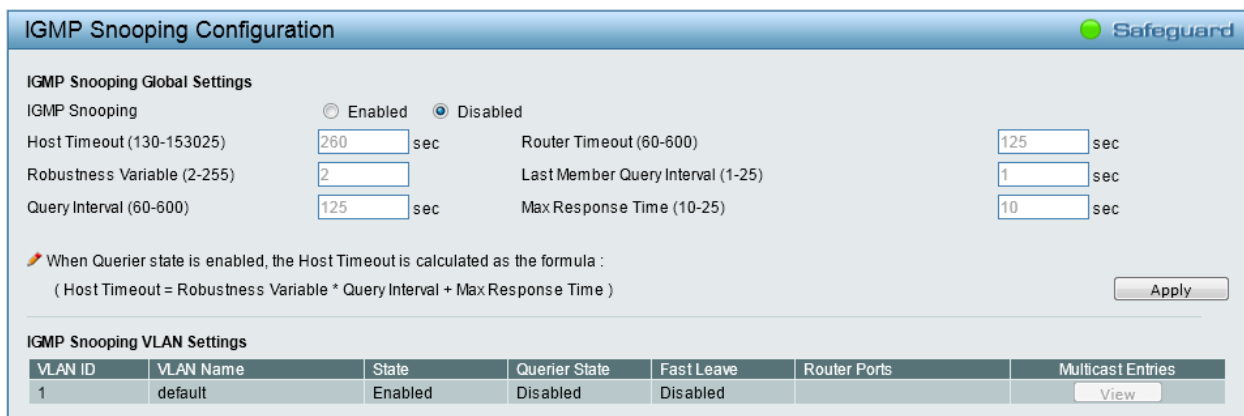 IGMP Snooping Configuration Safeguard
IGMP Snooping Global Settings
IGMP Snooping Enabled Disabled
Host Timeout (130-153025) 260 sec Router Timeout (60-600) 125 sec
Robustness Variable (2-255) 2 Last Member Query Interval (1-25) 1 sec
Query Interval (60-600) 125 sec Max Response Time (10-25) 10 sec
When Querier state is enabled, the Host Timeout is calculated as the formula :
( Host Timeout = Robustness Variable * Query Interval + Max Response Time ) Apply
IGMP Snooping VLAN Settings
VLAN ID VLAN Name State Querier State Fast Leave Router Ports Multicast Entries
1 default Enabled Disabled Disabled View